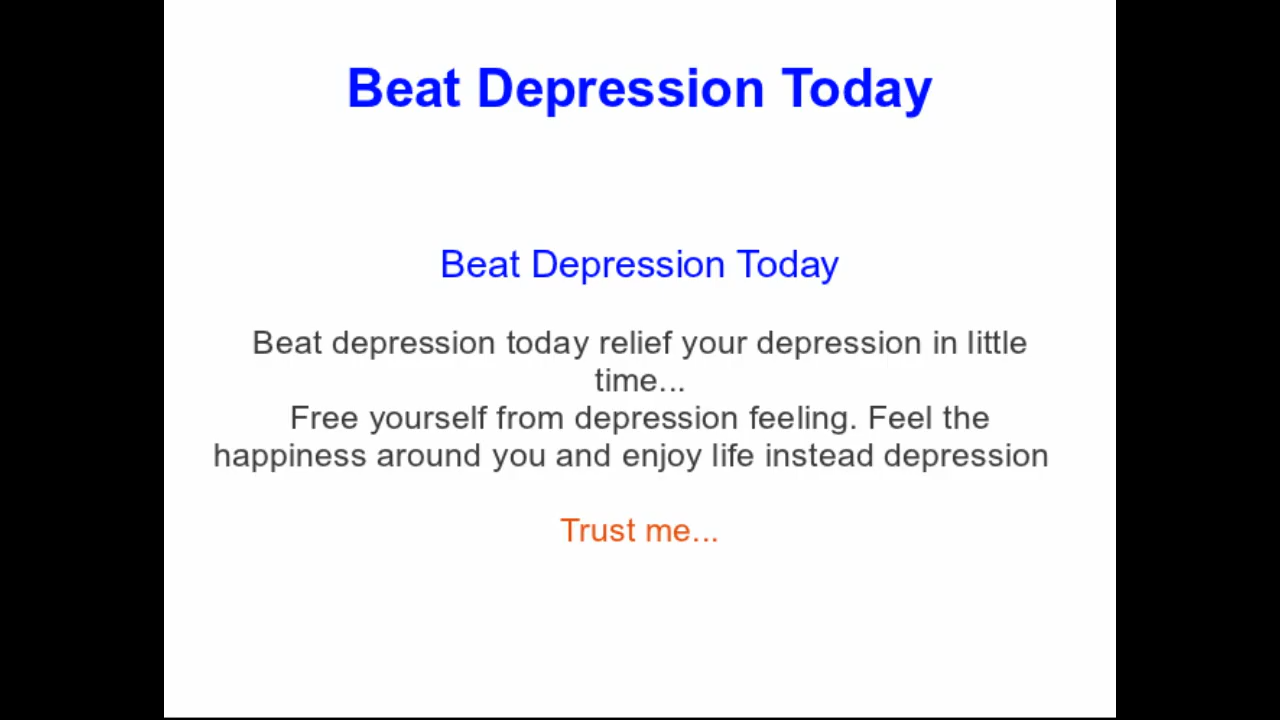 Beat Depression Today
Beat Depression Today
Beat depression today relief your depression in little
time...
Free yourself from depression feeling. Feel the
happiness around you and enjoy life instead depression
Trust me...